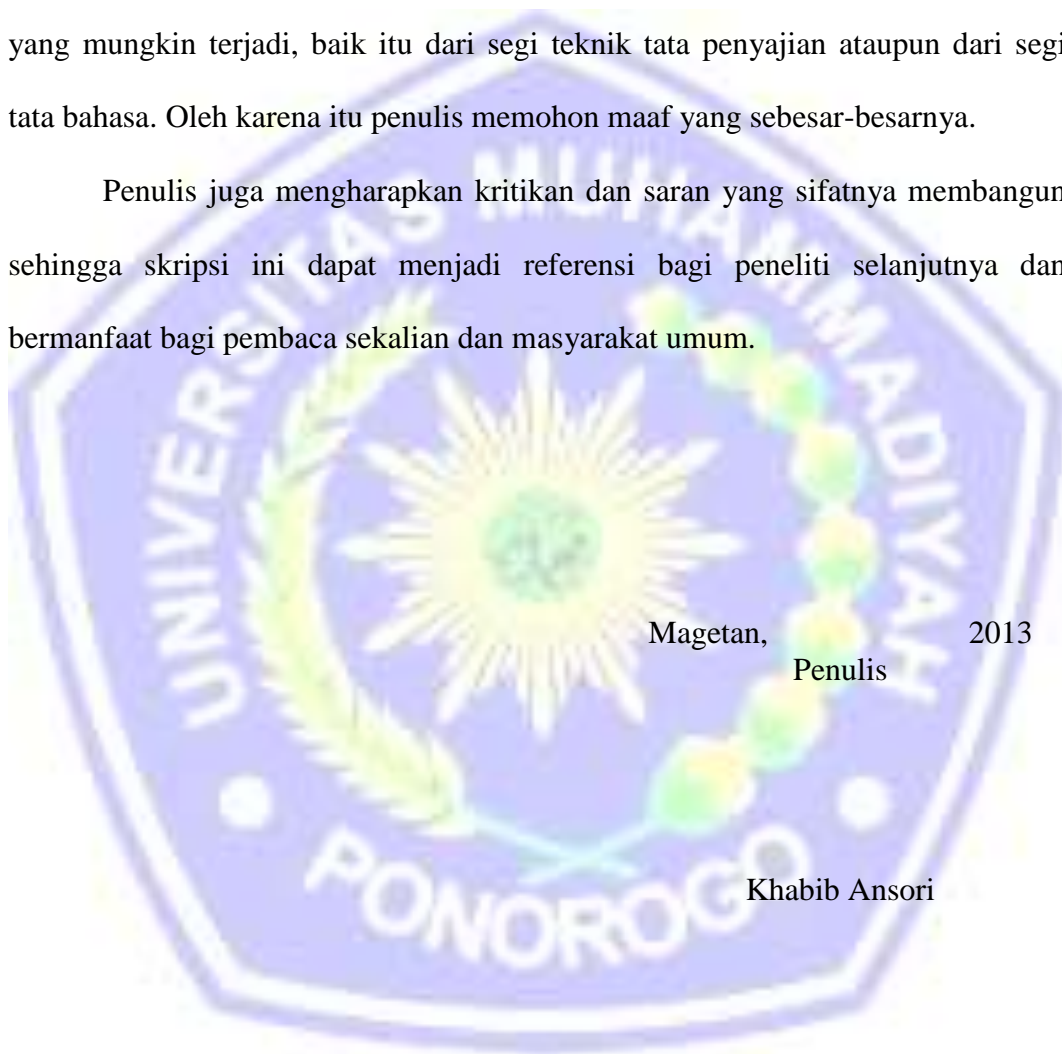 yang mungkin terjadi, baik itu dari segi teknik tata penyajian ataupun dari segi
tata bahasa. Oleh karena itu penulis memohon maaf yang sebesar-besarnya.
Penulis juga mengharapkan kritikan dan saran yang sifatnya membangun
sehingga skripsi ini dapat menjadi referensi bagi peneliti selanjutnya dan
bermanfaat bagi pembaca sekalian dan masyarakat umum.
UNIVERSITAS MUHAMMADIYAH
Magetan, 2013
Penulis
Khabib Ansori
PONOROGO